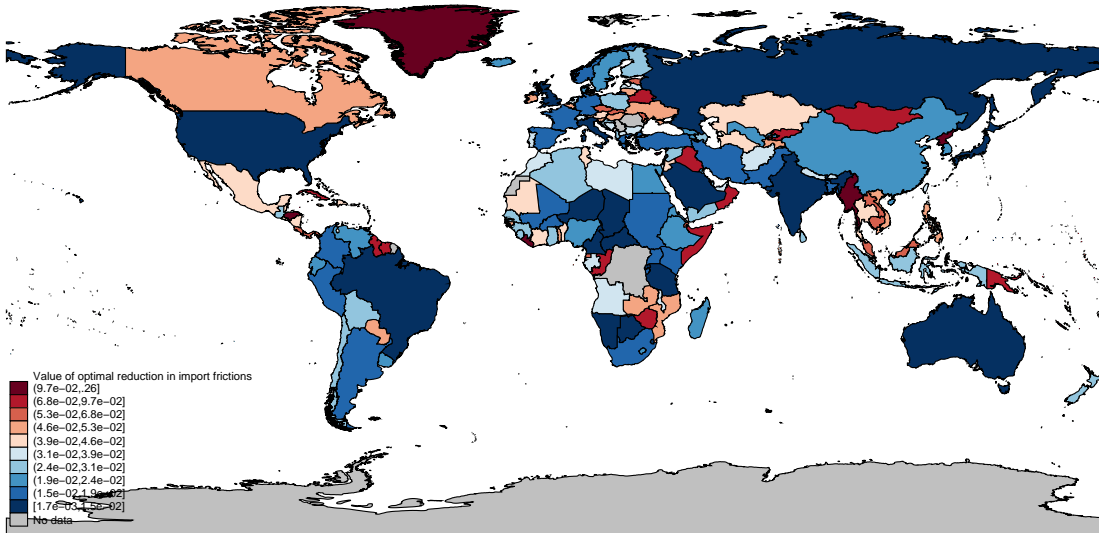 Value of optimal reduction in import frictions
(9.7e−02,.26]
(6.8e−02,9.7e−02]
(5.3e−02,6.8e−02]
(4.6e−02,5.3e−02]
(3.9e−02,4.6e−02]
(3.1e−02,3.9e−02]
(2.4e−02,3.1e−02]
(1.9e−02,2.4e−02]
(1.5e−02,1.9e−02]
[1.7e−03,1.5e−02]
No data